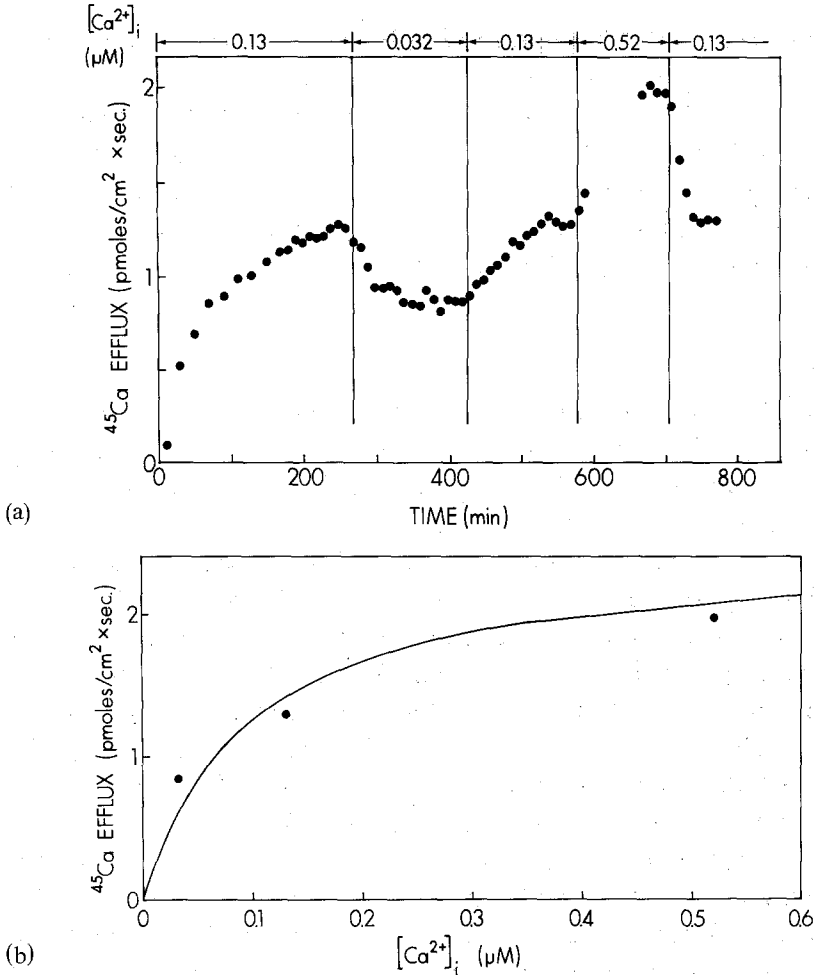 [Ca²⁺]ᵢ
(μM)
0.13 0.032 0.13 0.52 0.13
⁴⁵Ca EFFLUX (pmoles/cm² × sec.)
2
1
0
0 200 400 600 800
TIME (min)
(a)
⁴⁵Ca EFFLUX (pmoles/cm² × sec.)
2
1
0
0 0.1 0.2 0.3 0.4 0.5 0.6
[Ca²⁺]ᵢ (μM)
(b)